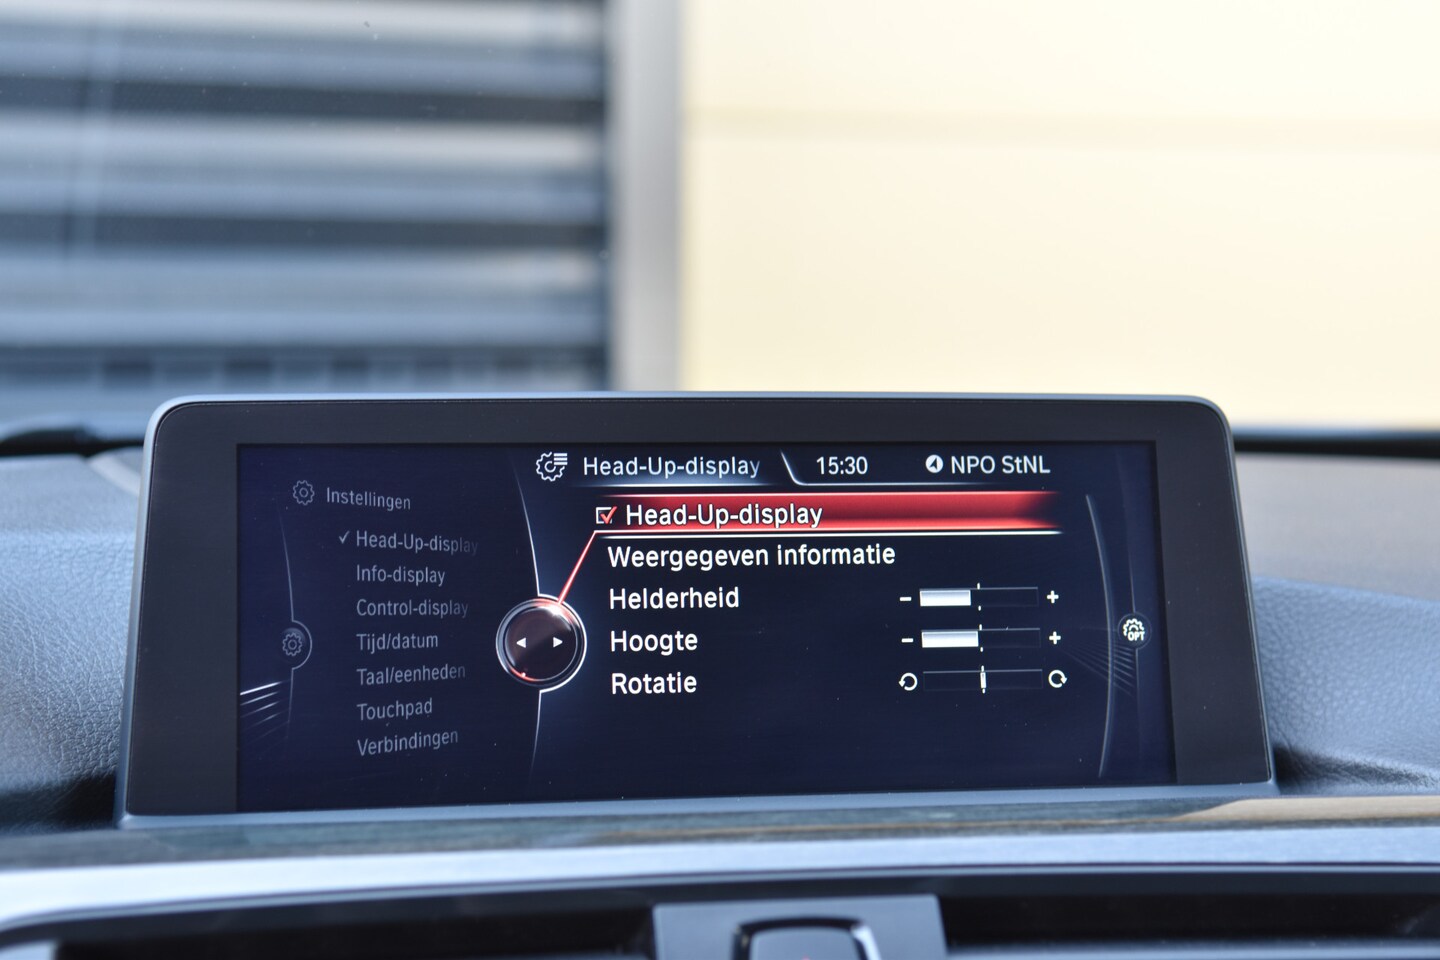 Head-Up-display 15:30 NPO StNL
Instellingen
✓ Head-Up-display
Info-display
Control-display
Tijd/datum
Taal/eenheden
Touchpad
Verbindingen
Head-Up-display
Weergegeven informatie
Helderheid - +
Hoogte - +
Rotatie
OPT